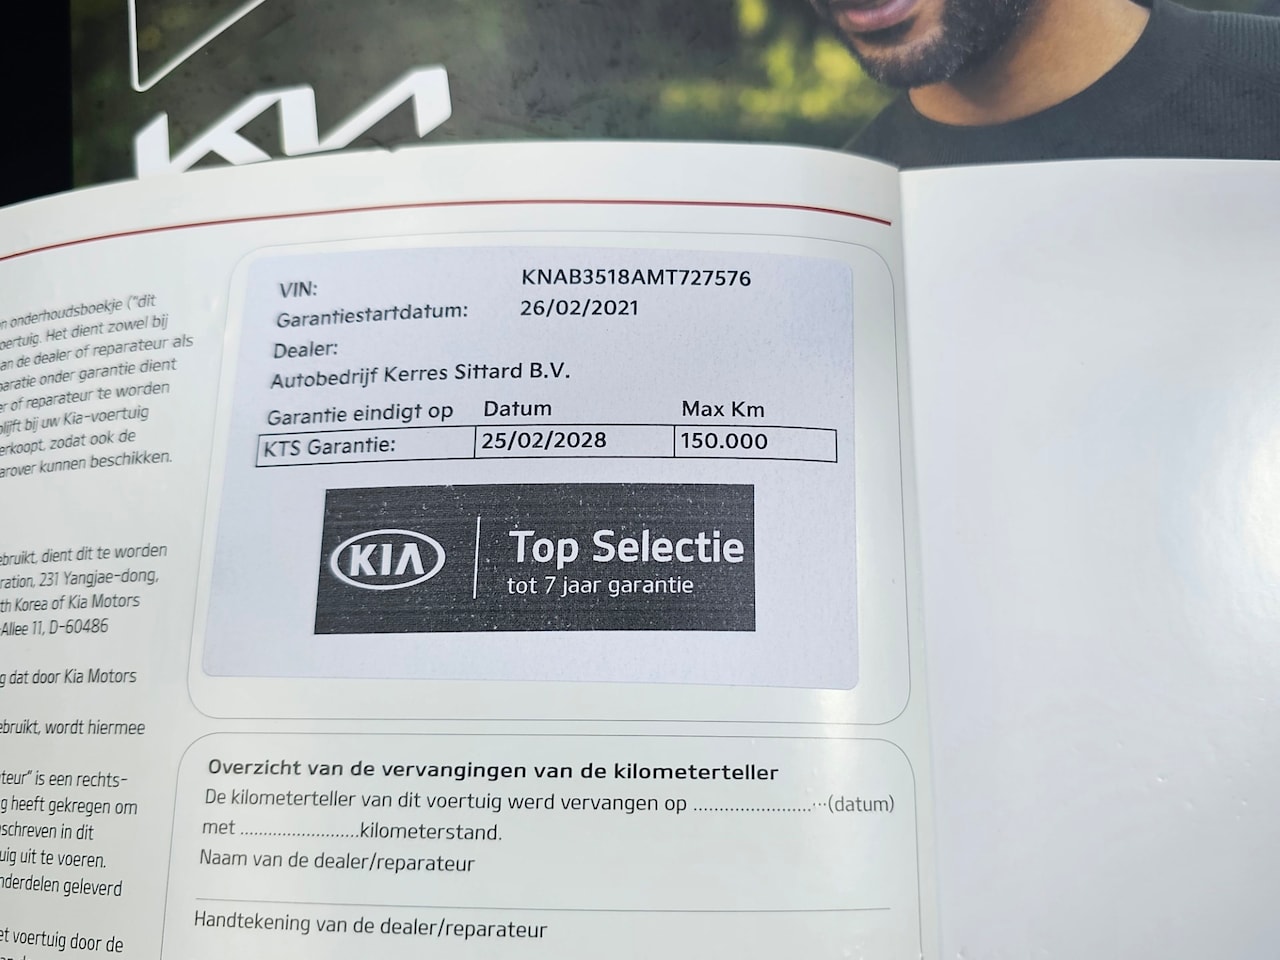 KIA
n onderhoudsboekje ("dit
oertuig. Het dient zowel bij
an de dealer of reparateur als
paratie onder garantie dient
er of reparateur te worden
blijft bij uw Kia-voertuig
erkoopt, zodat ook de
arover kunnen beschikken.
ebruikt, dient dit te worden
ration, 231 Yangjae-dong,
th Korea of Kia Motors
-Allee 11, D-60486
g dat door Kia Motors
ebruikt, wordt hiermee
teur" is een rechts-
g heeft gekregen om
schreven in dit
uig uit te voeren.
nderdelen geleverd
et voertuig door de
VIN: KNAB3518AMT727576
Garantiestartdatum: 26/02/2021
Dealer:
Autobedrijf Kerres Sittard B.V.
Garantie eindigt op Datum Max Km
KTS Garantie: 25/02/2028 150.000
KIA Top Selectie
tot 7 jaar garantie
Overzicht van de vervangingen van de kilometerteller
De kilometerteller van dit voertuig werd vervangen op ..........................(datum)
met ..........................kilometerstand.
Naam van de dealer/reparateur
Handtekening van de dealer/reparateur